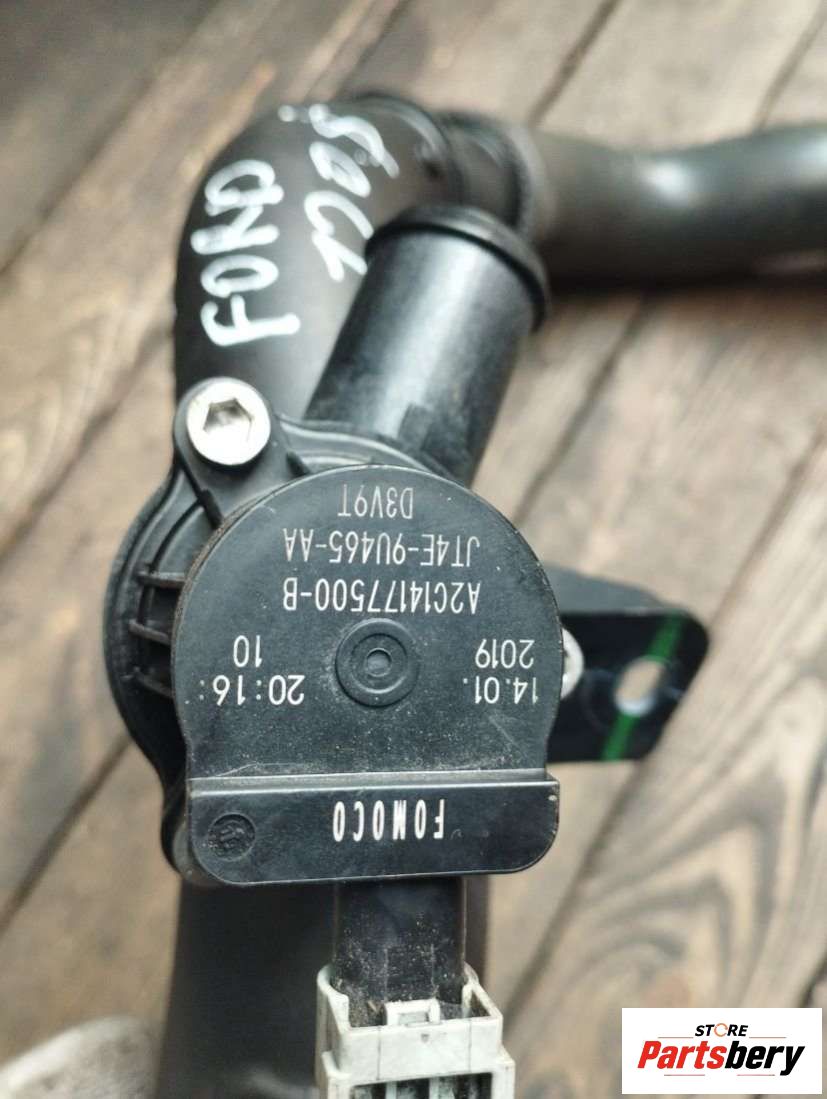 FORD
FOMOCO
14.01. 20:16:
2019 10
A2C14177500-B
JT4E-9U465-AA
D3V9T
STORE
Partsbery